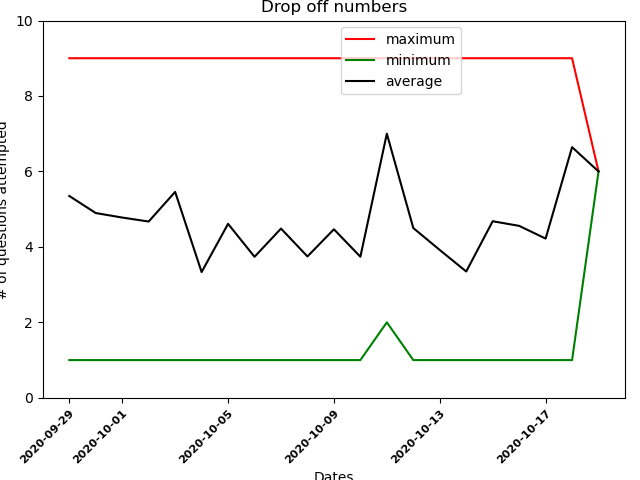 Drop off numbers
maximum
minimum
average
# of questions attempted
10
8
6
4
2
0
2020-09-29
2020-10-01
2020-10-05
2020-10-09
2020-10-13
2020-10-17
Dates